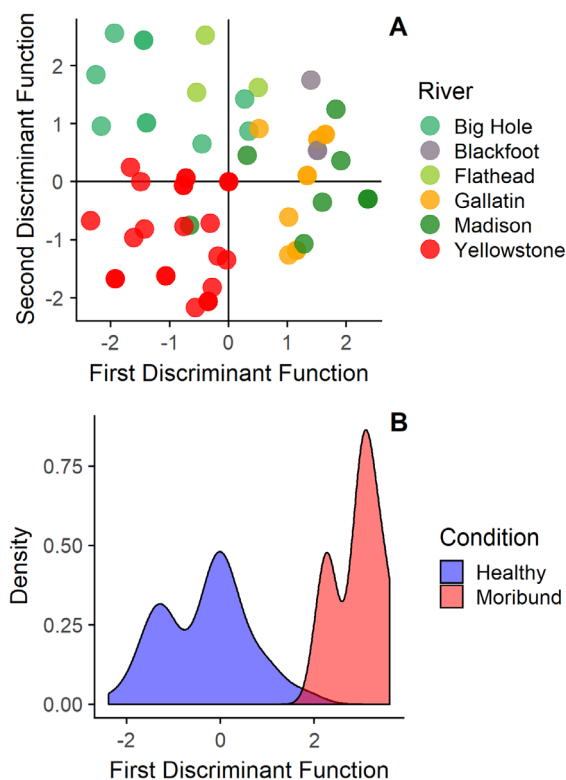 A
Second Discriminant Function
2
1
0
-1
-2
-2 -1 0 1 2
First Discriminant Function
River
Big Hole
Blackfoot
Flathead
Gallatin
Madison
Yellowstone
B
Density
0.75
0.50
0.25
0.00
-2 0 2
First Discriminant Function
Condition
Healthy
Moribund